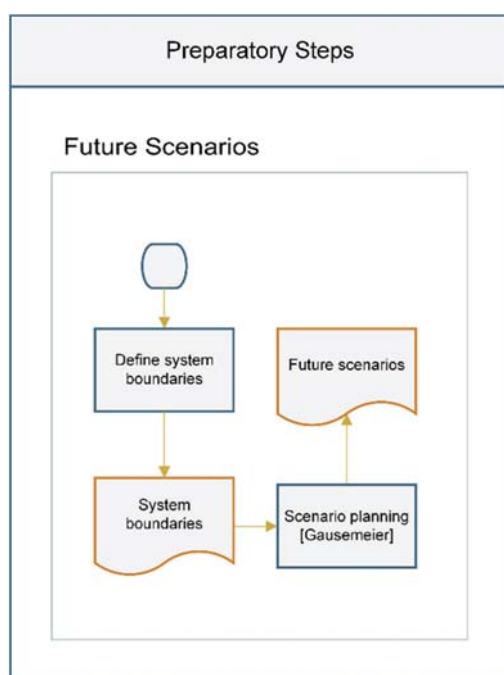 Preparatory Steps
Future Scenarios
Define system
boundaries
Future scenarios
System
boundaries
Scenario planning
[Gausemeier]